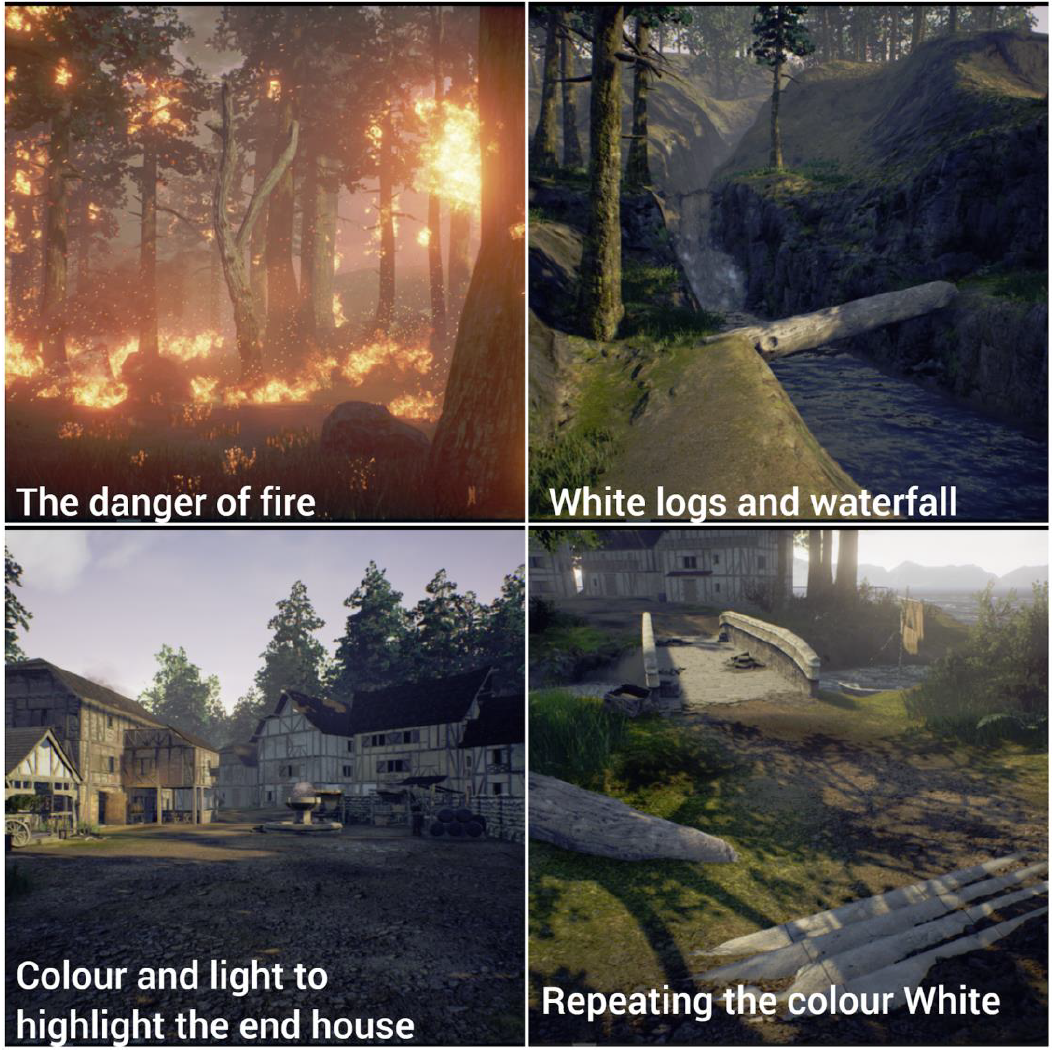 The danger of fire
White logs and waterfall
Colour and light to
highlight the end house
Repeating the colour White